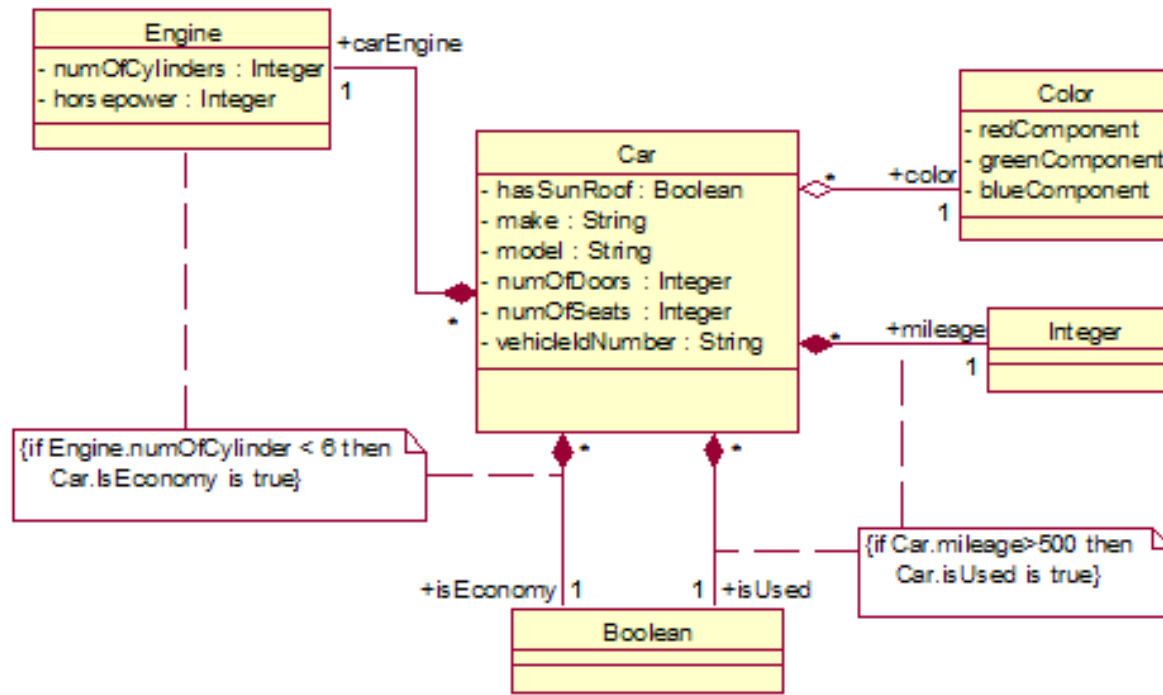 Engine
- numOfCylinders : Integer
- horsepower : Integer
+carEngine
1
Car
- hasSunRoof : Boolean
- make : String
- model : String
- numOfDoors : Integer
- numOfSeats : Integer
- vehicleIdNumber : String
*
*
+color
1
Color
- redComponent
- greenComponent
- blueComponent
*
+mileage
1
Integer
{if Engine.numOfCylinder < 6 then
Car.IsEconomy is true}
*
*
{if Car.mileage>500 then
Car.isUsed is true}
+isEconomy
1
1
+isUsed
Boolean